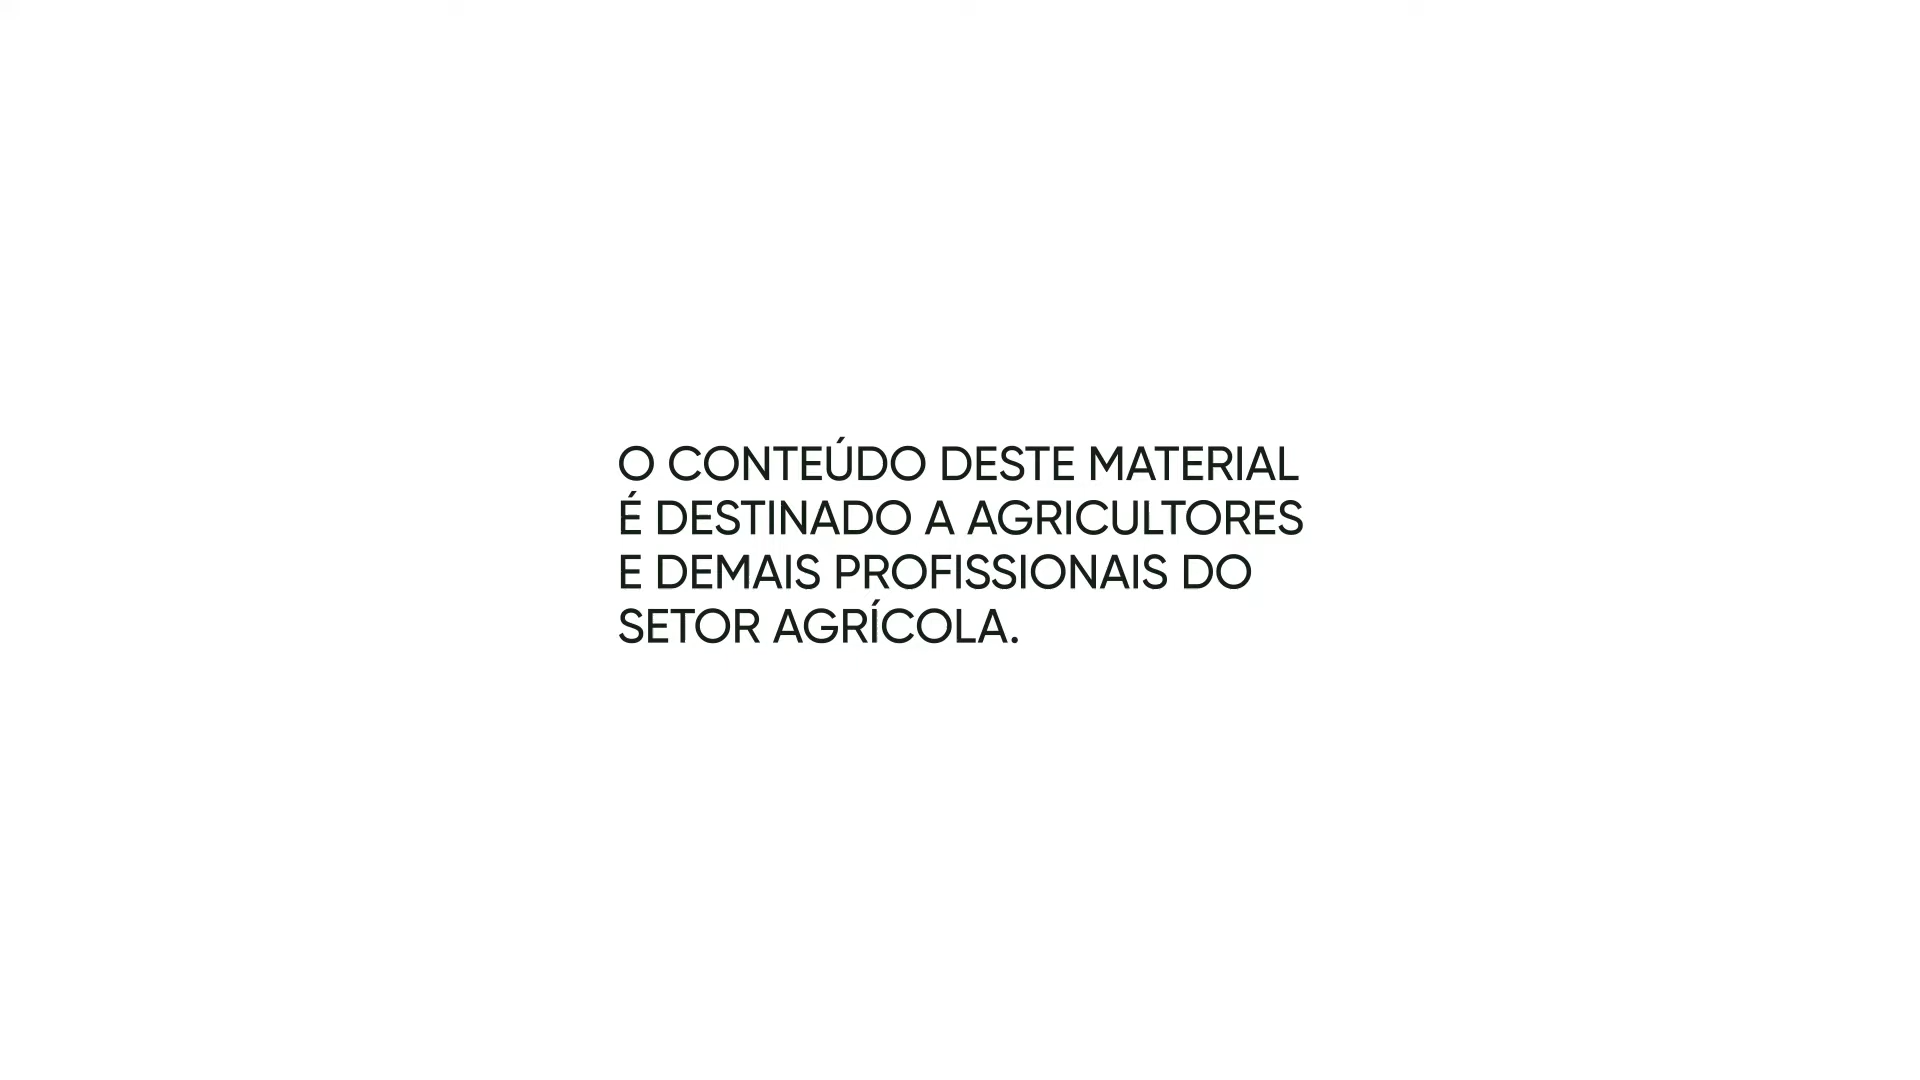 O CONTEÚDO DESTE MATERIAL
É DESTINADO A AGRICULTORES
E DEMAIS PROFISSIONAIS DO
SETOR AGRÍCOLA.